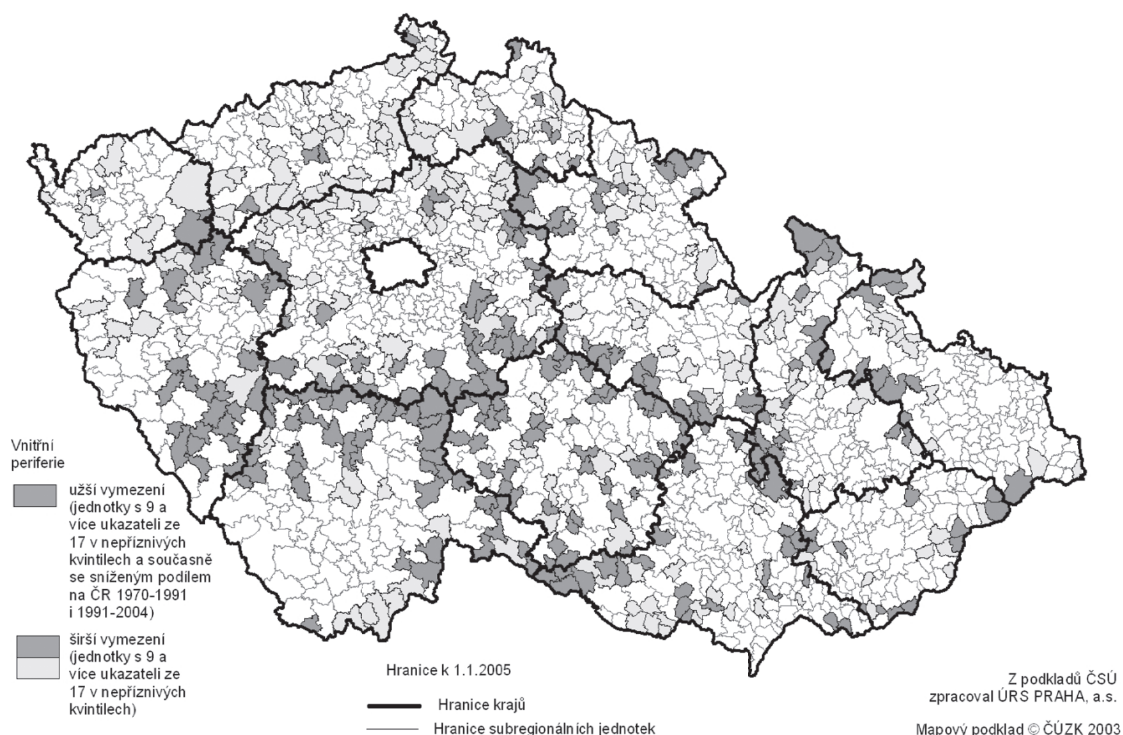 Vnitřní
periferie
užší vymezení
(jednotky s 9 a
více ukazateli ze
17 v nepříznivých
kvintilech a současně
se sníženým podílem
na ČR 1970-1991
i 1991-2004)
širší vymezení
(jednotky s 9 a
více ukazateli ze
17 v nepříznivých
kvintilech)
Hranice k 1.1.2005
Hranice krajů
Hranice subregionálních jednotek
Z podkladů ČSÚ
zpracoval ÚRS PRAHA, a.s.
Mapový podklad © ČÚZK 2003